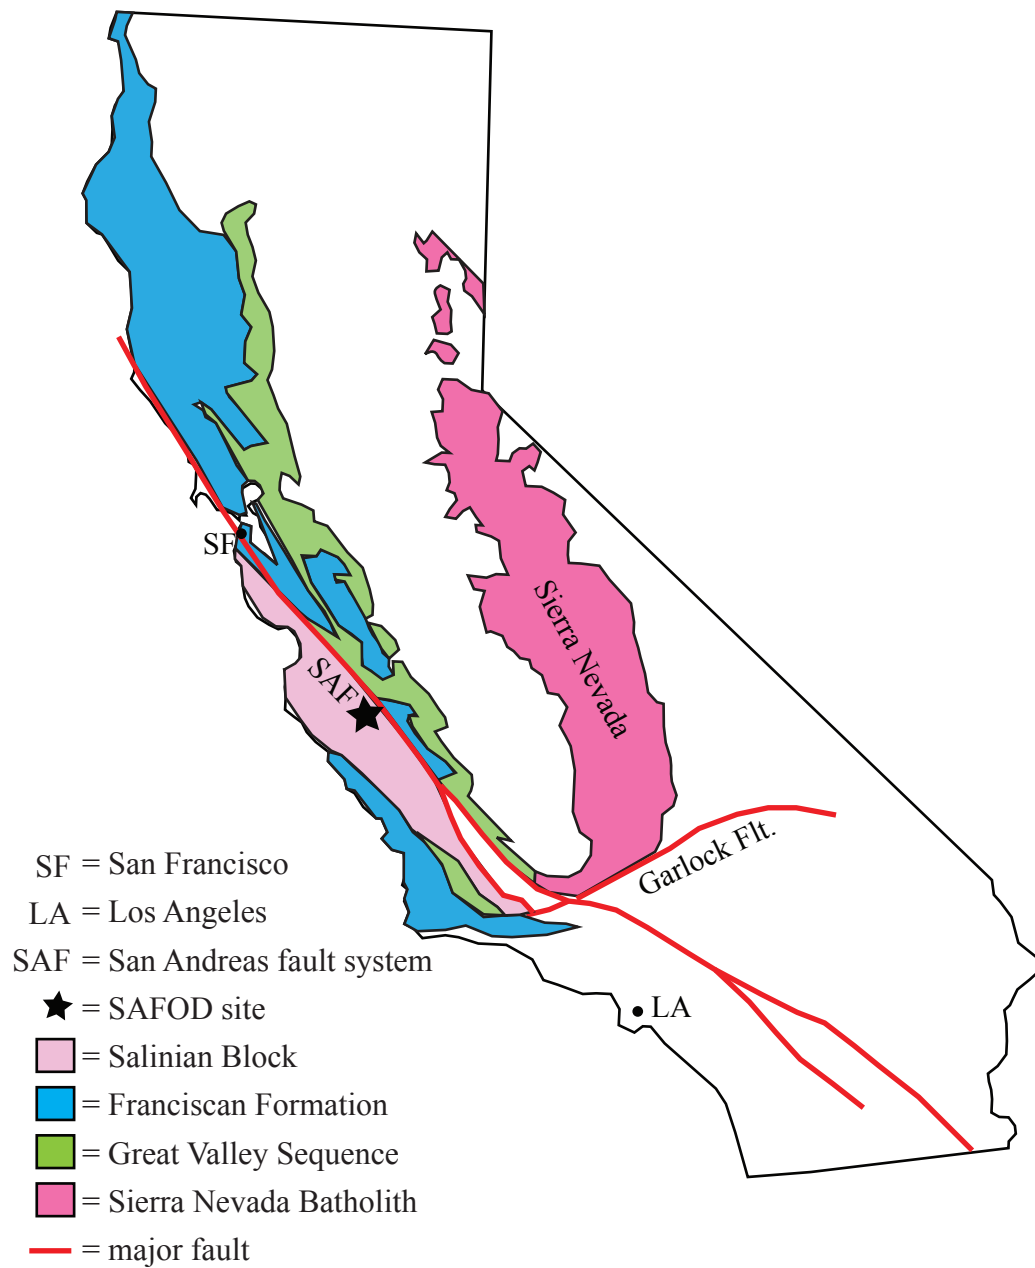 SF
SAF
Sierra Nevada
Garlock Flt.
LA
SF = San Francisco
LA = Los Angeles
SAF = San Andreas fault system
= SAFOD site
= Salinian Block
= Franciscan Formation
= Great Valley Sequence
= Sierra Nevada Batholith
= major fault